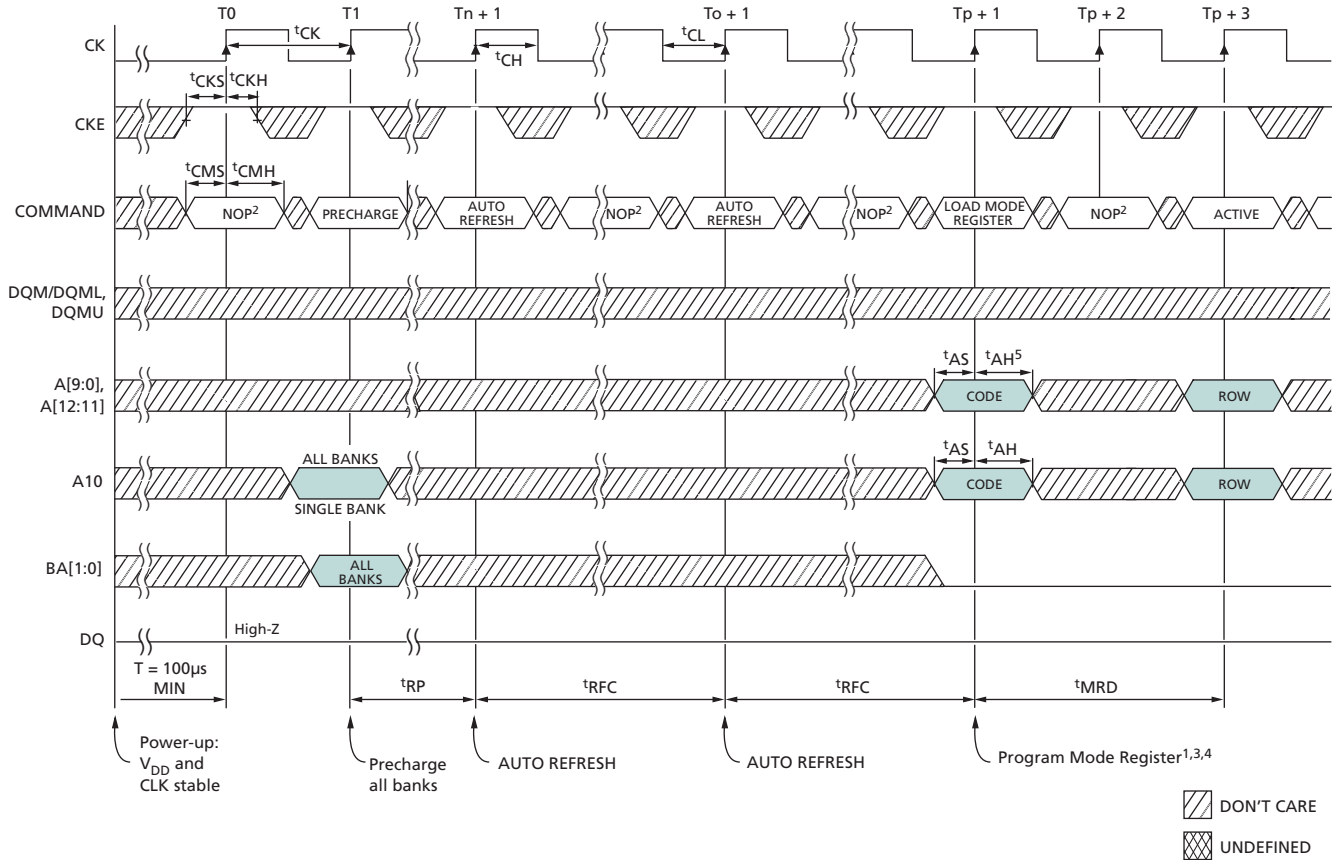 T0 T1 Tn + 1 To + 1 Tp + 1 Tp + 2 Tp + 3
CK
tCK
tCH
tCL
tCKS tCKH
CKE
tCMS tCMH
COMMAND
NOP2
PRECHARGE
AUTO
REFRESH
NOP2
AUTO
REFRESH
NOP2
LOAD MODE
REGISTER
NOP2
ACTIVE
DQM/DQML,
DQMU
A[9:0],
A[12:11]
tAS tAH5
CODE
ROW
A10
ALL BANKS
SINGLE BANK
tAS tAH
CODE
ROW
BA[1:0]
ALL
BANKS
DQ
High-Z
T = 100µs
MIN
tRP
tRFC
tRFC
tMRD
Power-up:
VDD and
CLK stable
Precharge
all banks
AUTO REFRESH
AUTO REFRESH
Program Mode Register1,3,4
DON'T CARE
UNDEFINED